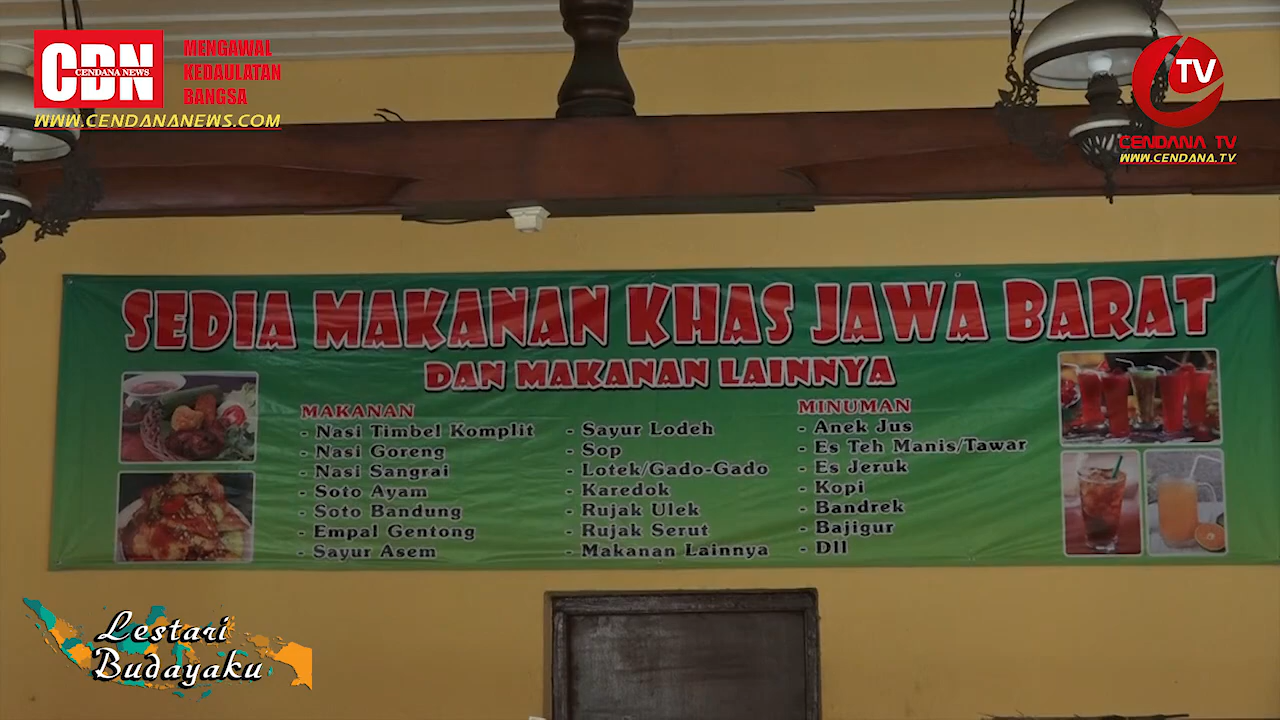 CDN
CENDANA NEWS
MENGAWAL
KEDAULATAN
BANGSA
WWW.CENDANANEWS.COM
TV
CENDANA TV
WWW.CENDANA.TV
SEDIA MAKANAN KHAS JAWA BARAT
DAN MAKANAN LAINNYA
MAKANAN
- Nasi Timbel Komplit
- Nasi Goreng
- Nasi Sangrai
- Soto Ayam
- Soto Bandung
- Empal Gentong
- Sayur Asem
- Sayur Lodeh
- Sop
- Lotek/Gado-Gado
- Karedok
- Rujak Ulek
- Rujak Serut
- Makanan Lainnya
MINUMAN
- Anek Jus
- Es Teh Manis/Tawar
- Es Jeruk
- Kopi
- Bandrek
- Bajigur
- Dll
Lestari
Budayaku